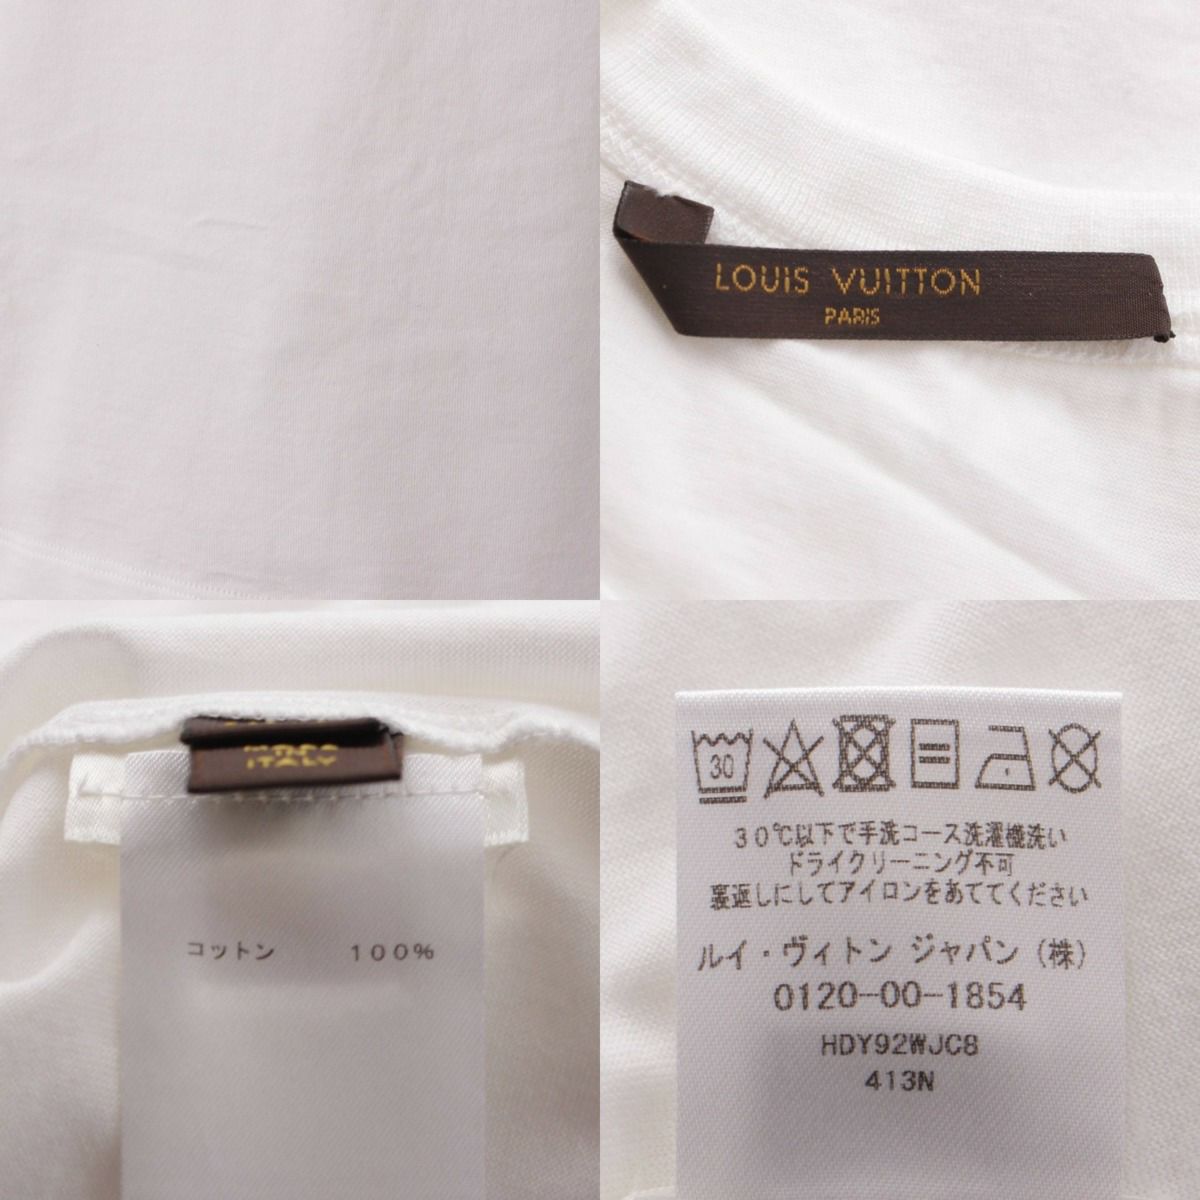 LOUIS VUITTON
PARIS
ITALY
コットン 100%
30
30℃以下で手洗コース洗濯機洗い
ドライクリーニング不可
裏返しにしてアイロンをあててください
ルイ・ヴィトン ジャパン (株)
0120-00-1854
HDY92WJC8
413N